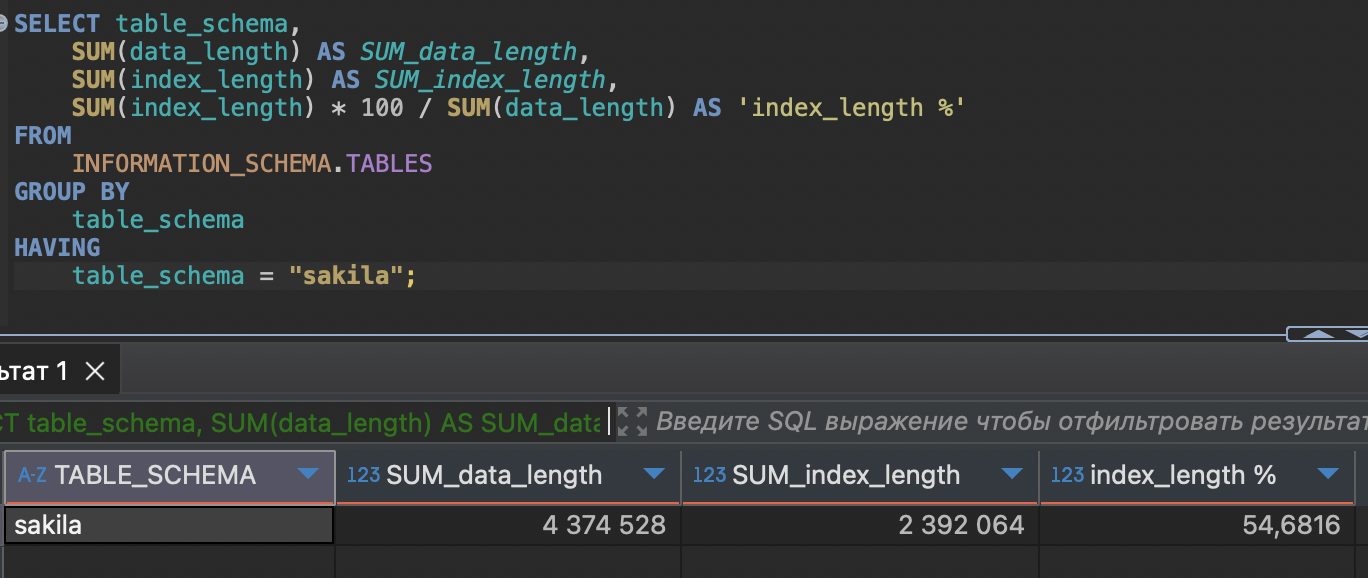 SELECT table_schema,
SUM(data_length) AS SUM_data_length,
SUM(index_length) AS SUM_index_length,
SUM(index_length) * 100 / SUM(data_length) AS 'index_length %'
FROM
INFORMATION_SCHEMA.TABLES
GROUP BY
table_schema
HAVING
table_schema = "sakila";
ьтат 1
CT table_schema, SUM(data_length) AS SUM_data Введите SQL выражение чтобы отфильтровать результат
A-Z TABLE_SCHEMA 123 SUM_data_length 123 SUM_index_length 123 index_length %
sakila 4 374 528 2 392 064 54,6816